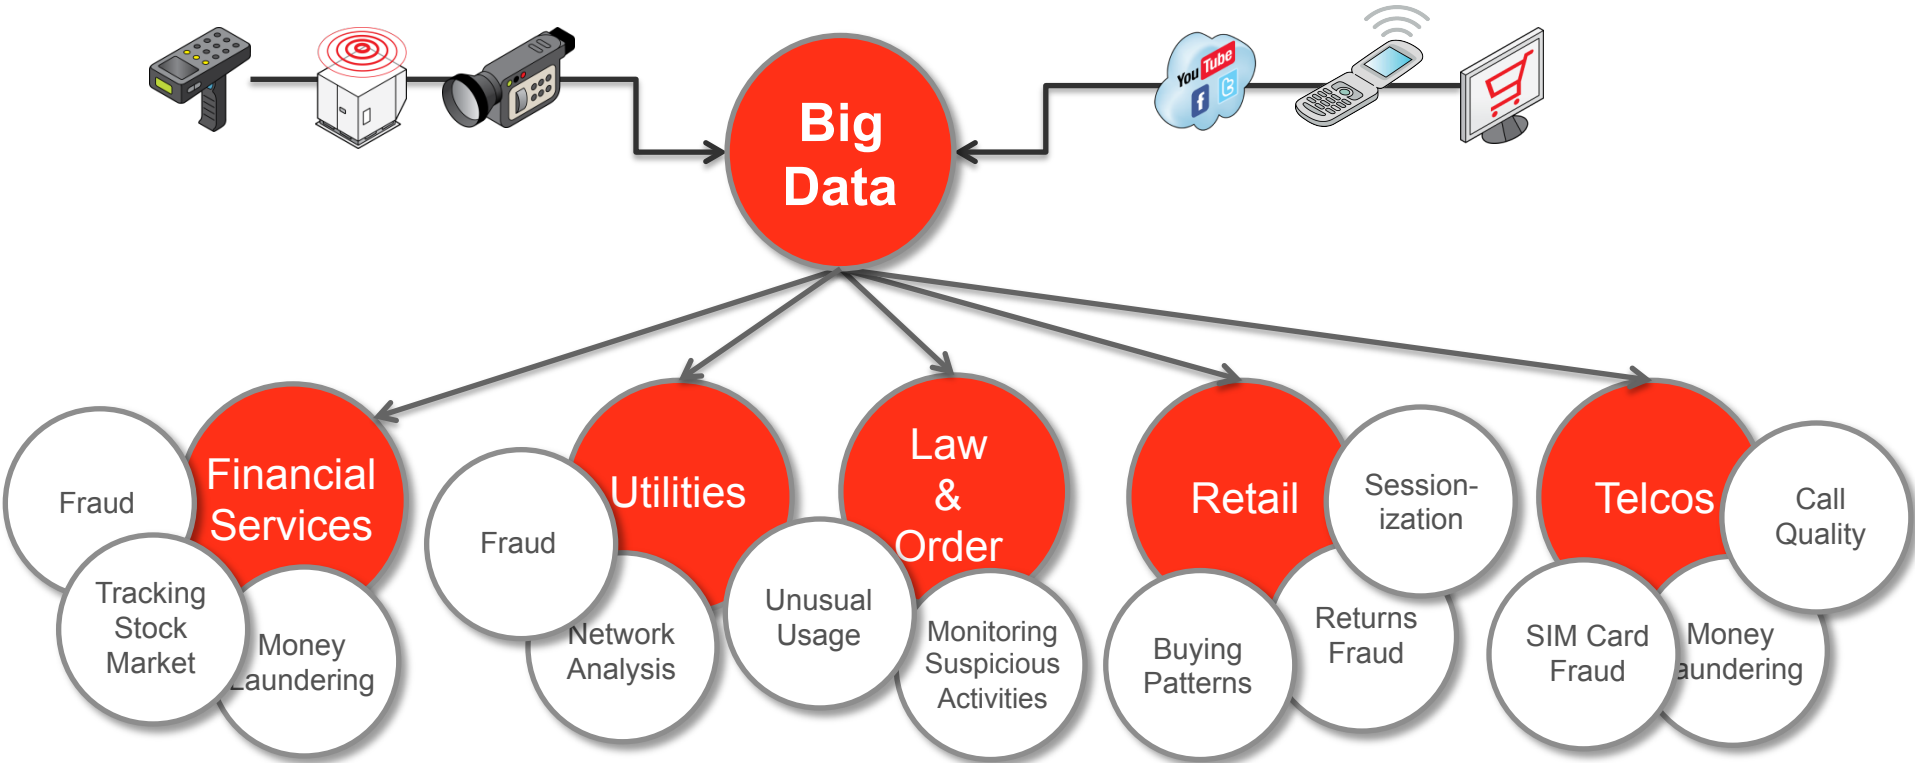 You Tube
f
t
Big
Data
Financial
Services
Fraud
Tracking
Stock
Market
Money
Laundering
Utilities
Fraud
Network
Analysis
Unusual
Usage
Law
&
Order
Monitoring
Suspicious
Activities
Retail
Session-
ization
Buying
Patterns
Returns
Fraud
Telcos
Call
Quality
SIM Card
Fraud
Money
aundering